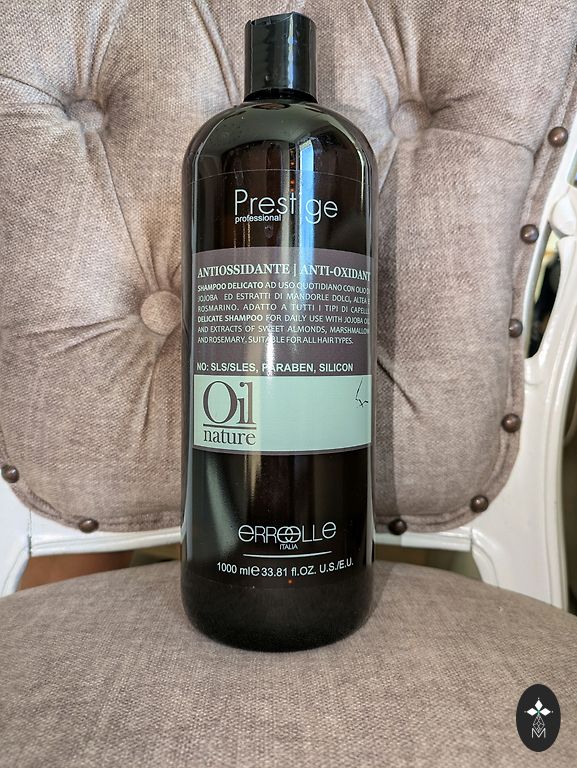 Prestige
professional
ANTIOSSIDANTE | ANTI-OXIDANT
SHAMPOO DELICATO AD USO QUOTIDIANO CON OLIO DI
JOJOBA ED ESTRATTI DI MANDORLE DOLCI, ALTEA E
ROSMARINO. ADATTO A TUTTI I TIPI DI CAPELLI.
DELICATE SHAMPOO FOR DAILY USE WITH JOJOBA OIL
AND EXTRACTS OF SWEET ALMONDS, MARSHMALLOW
AND ROSEMARY. SUITABLE FOR ALL HAIR TYPES.
NO: SLS/SLES, PARABEN, SILICON
Oil
nature
erreelle
ITALIA
1000 ml ℮ 33.81 fl.OZ. U.S./E.U.
M